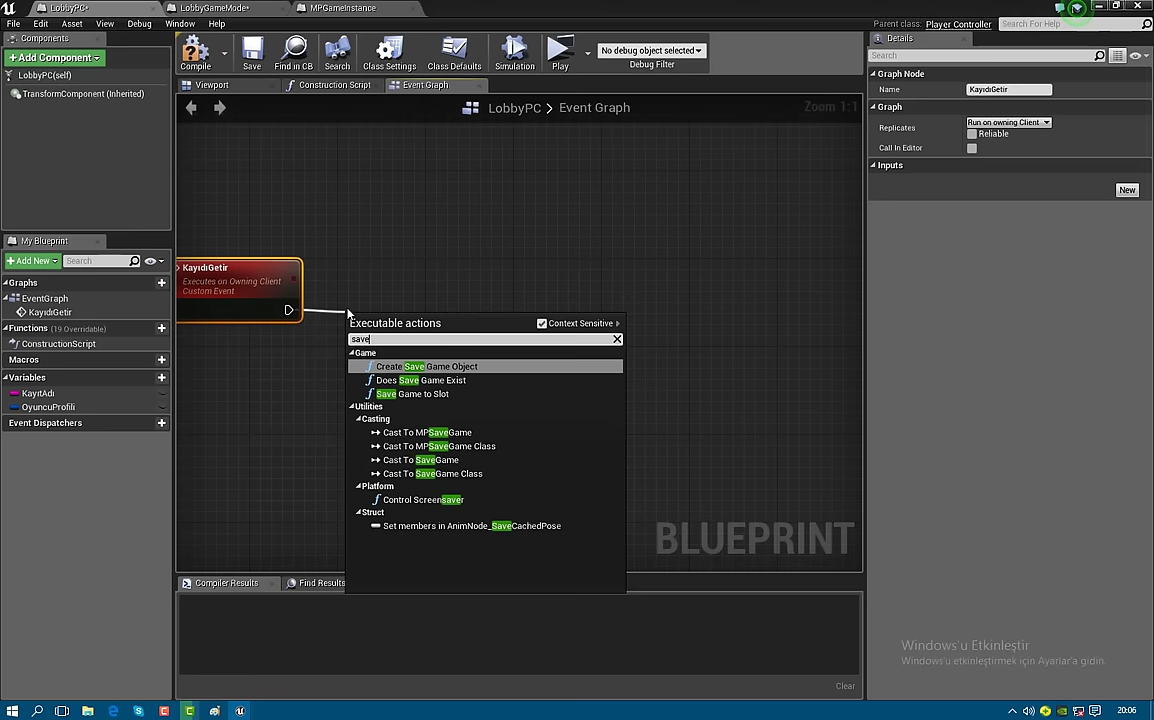 LobbyPC*
LobbyGameMode*
MPGameInstance
File
Edit
Asset
View
Debug
Window
Help
Parent class: Player Controller
Search For Help
Components
Add Component
LobbyPC(self)
TransformComponent (Inherited)
Compile
Save
Find in CB
Search
Class Settings
Class Defaults
Simulation
Play
No debug object selected
Debug Filter
Viewport
Construction Script
Event Graph
LobbyPC > Event Graph
Zoom 1:1
Details
Search
Graph Node
Name
KayıdıGetir
Graph
Replicates
Run on owning Client
Reliable
Call In Editor
Inputs
New
My Blueprint
Add New
Search
Graphs
EventGraph
KayıdıGetir
Functions (19 Overridable)
ConstructionScript
Macros
Variables
KayıtAdı
OyuncuProfili
Event Dispatchers
KayıdıGetir
Executes on Owning Client
Custom Event
Executable actions
Context Sensitive
save
Game
Create Save Game Object
Does Save Game Exist
Save Game to Slot
Utilities
Casting
Cast To MPSaveGame
Cast To MPSaveGame Class
Cast To SaveGame
Cast To SaveGame Class
Platform
Control Screensaver
Struct
Set members in AnimNode_SaveCachedPose
BLUEPRINT
Compiler Results
Find Results
Clear
Windows'u Etkinleştir
Windows'u etkinleştirmek için Ayarlar'a gidin.
20:06